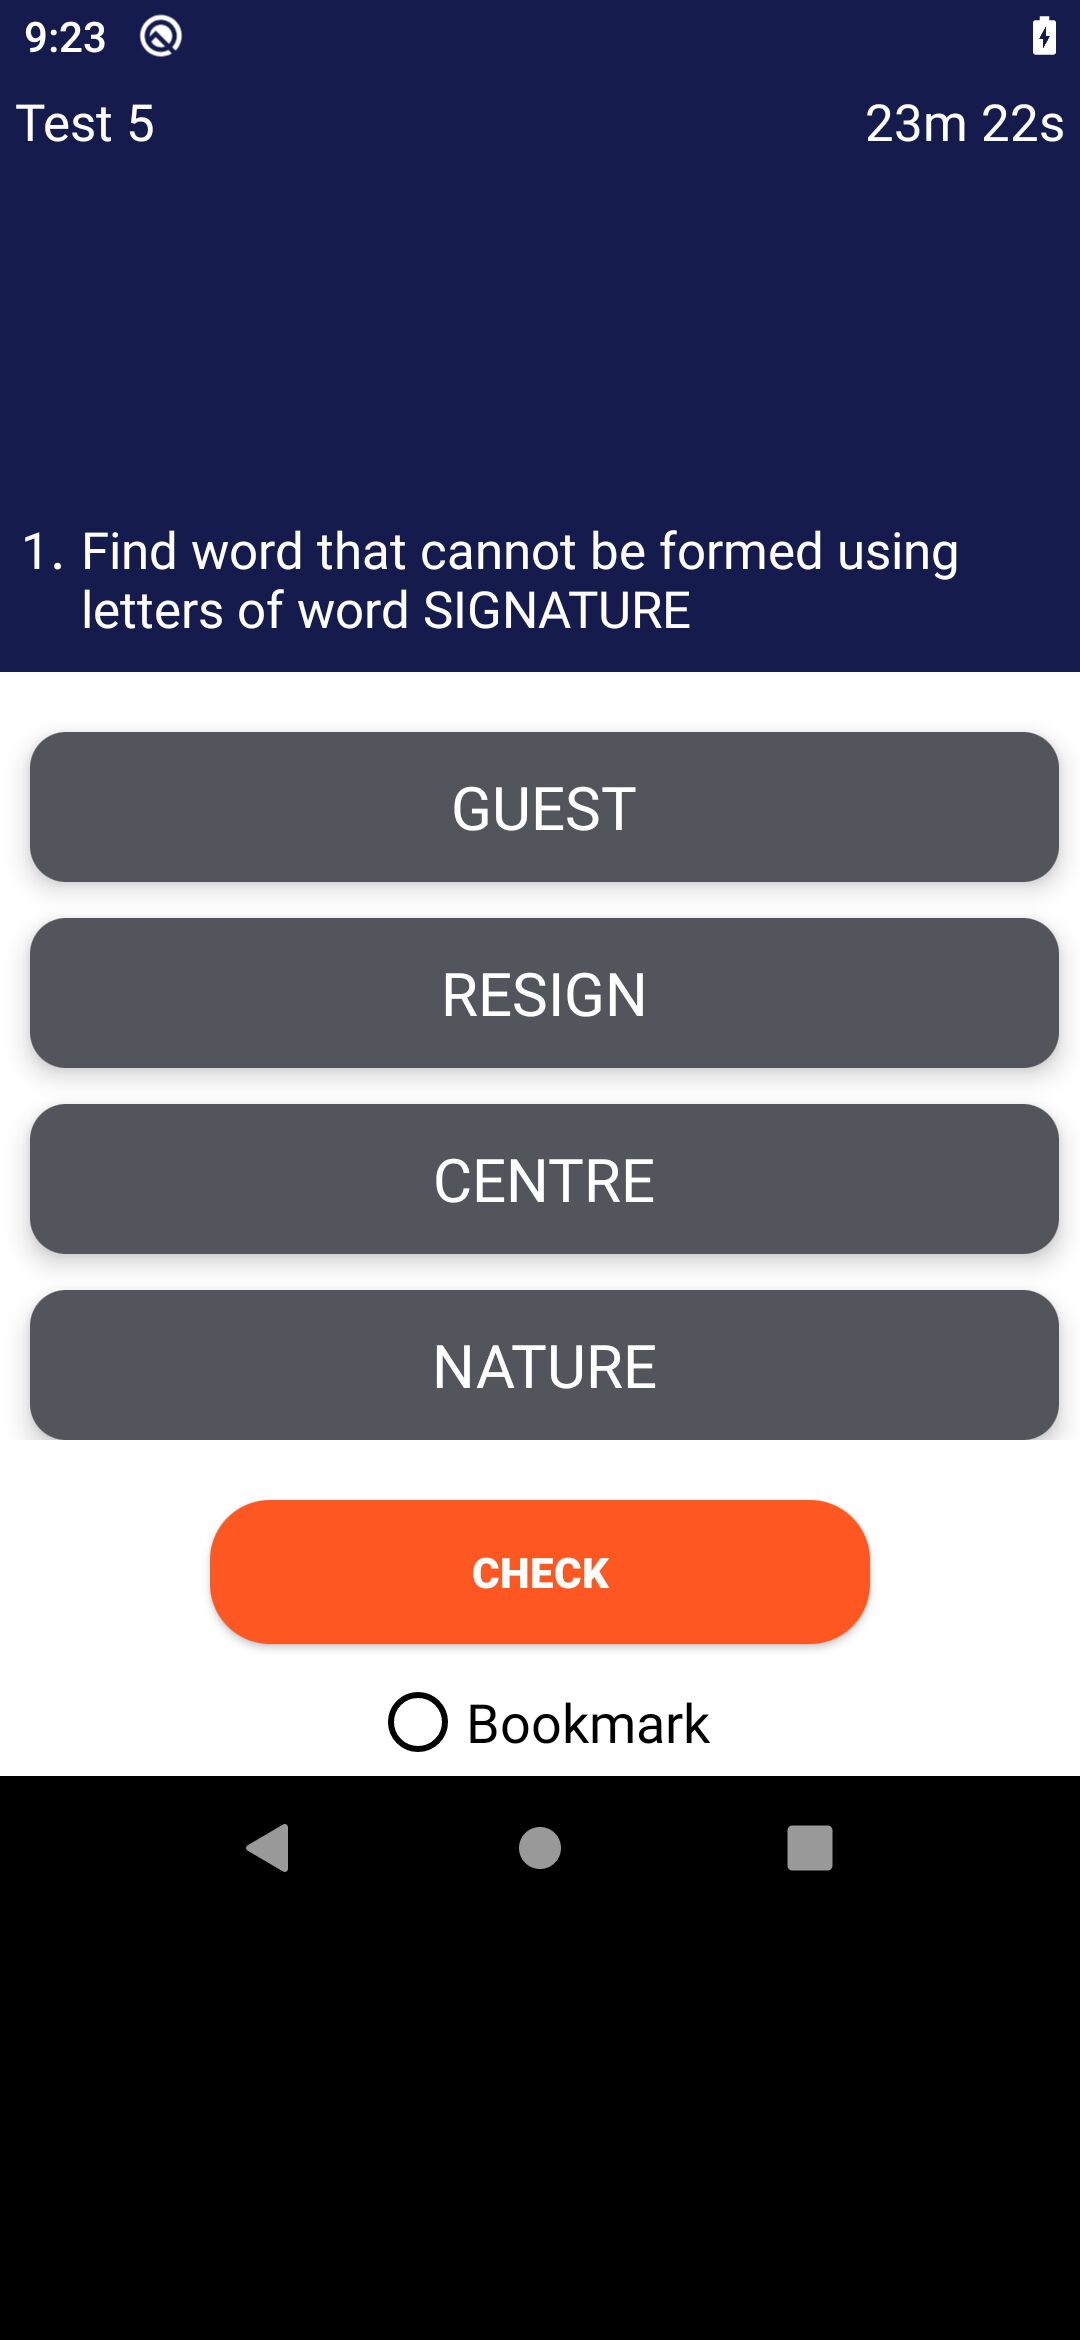 9:23
Test 5
23m 22s
1. Find word that cannot be formed using
letters of word SIGNATURE
GUEST
RESIGN
CENTRE
NATURE
CHECK
Bookmark